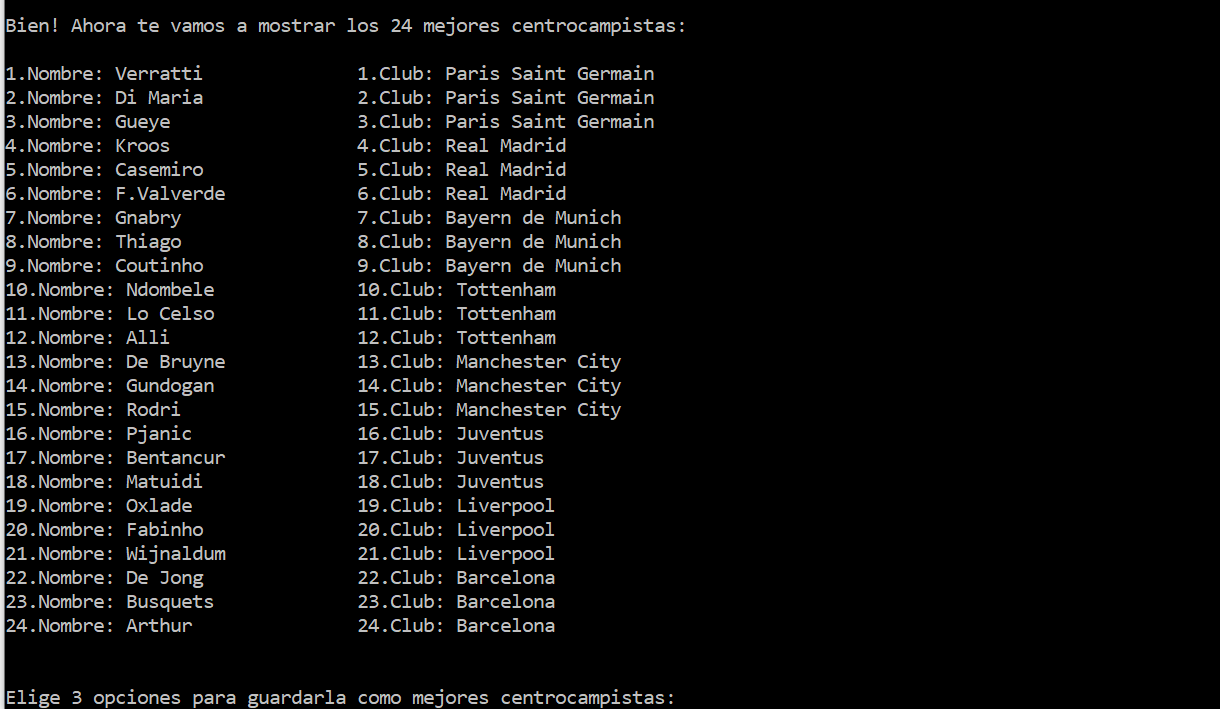 Bien! Ahora te vamos a mostrar los 24 mejores centrocampistas:
1.Nombre: Verratti 1.Club: Paris Saint Germain
2.Nombre: Di Maria 2.Club: Paris Saint Germain
3.Nombre: Gueye 3.Club: Paris Saint Germain
4.Nombre: Kroos 4.Club: Real Madrid
5.Nombre: Casemiro 5.Club: Real Madrid
6.Nombre: F.Valverde 6.Club: Real Madrid
7.Nombre: Gnabry 7.Club: Bayern de Munich
8.Nombre: Thiago 8.Club: Bayern de Munich
9.Nombre: Coutinho 9.Club: Bayern de Munich
10.Nombre: Ndombele 10.Club: Tottenham
11.Nombre: Lo Celso 11.Club: Tottenham
12.Nombre: Alli 12.Club: Tottenham
13.Nombre: De Bruyne 13.Club: Manchester City
14.Nombre: Gundogan 14.Club: Manchester City
15.Nombre: Rodri 15.Club: Manchester City
16.Nombre: Pjanic 16.Club: Juventus
17.Nombre: Bentancur 17.Club: Juventus
18.Nombre: Matuidi 18.Club: Juventus
19.Nombre: Oxlade 19.Club: Liverpool
20.Nombre: Fabinho 20.Club: Liverpool
21.Nombre: Wijnaldum 21.Club: Liverpool
22.Nombre: De Jong 22.Club: Barcelona
23.Nombre: Busquets 23.Club: Barcelona
24.Nombre: Arthur 24.Club: Barcelona
Elige 3 opciones para guardarla como mejores centrocampistas: